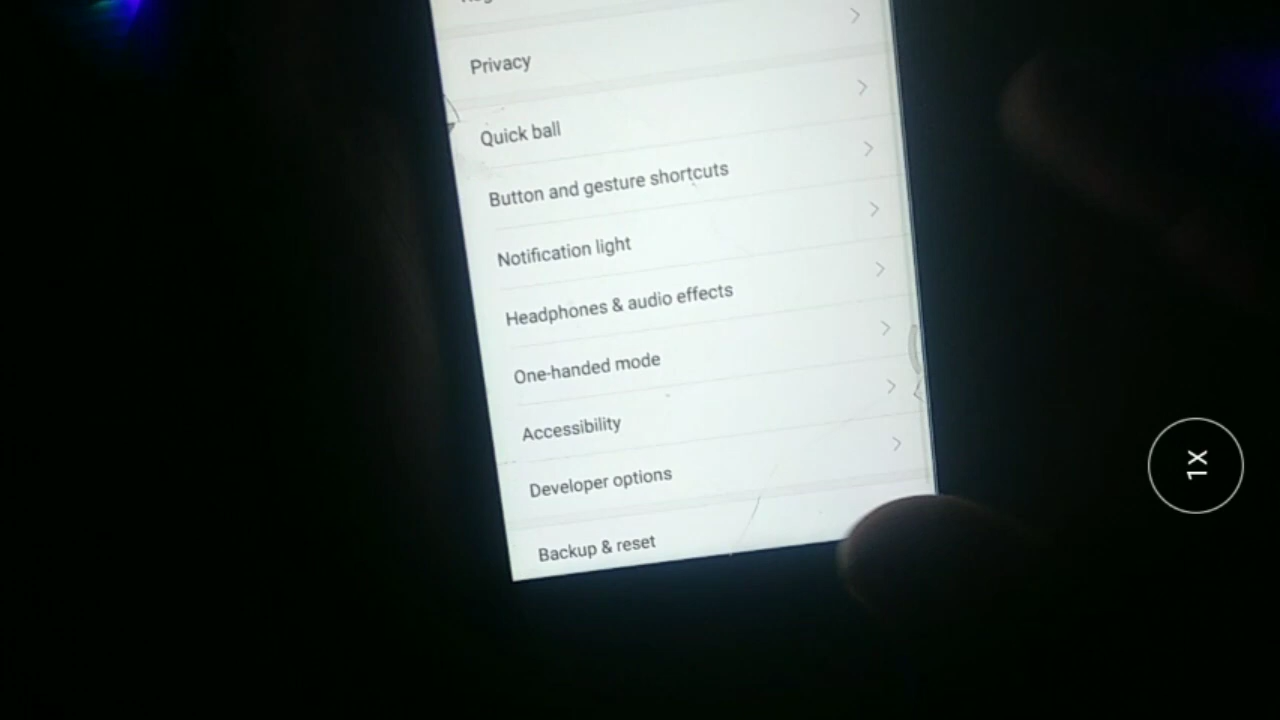 Privacy
Quick ball
Button and gesture shortcuts
Notification light
Headphones & audio effects
One-handed mode
Accessibility
Developer options
Backup & reset
1X